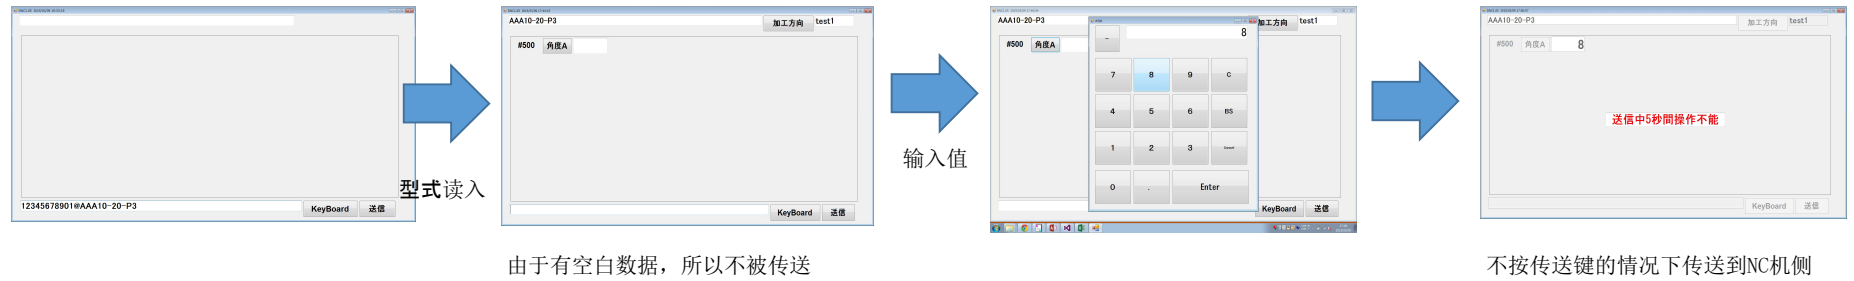 12345678901@AAA10-20-P3
KeyBoard 送信
型式读入
AAA10-20-P3
加工方向 test1
#500 角度A
KeyBoard 送信
由于有空白数据，所以不被传送
输入值
AAA10-20-P3
加工方向 test1
#500 角度A
- 8
7 8 9 C
4 5 6 BS
1 2 3
0 . Enter
KeyBoard 送信
AAA10-20-P3
加工方向 test1
#500 角度A 8
送信中5秒間操作不能
KeyBoard 送信
不按传送键的情况下传送到NC机侧